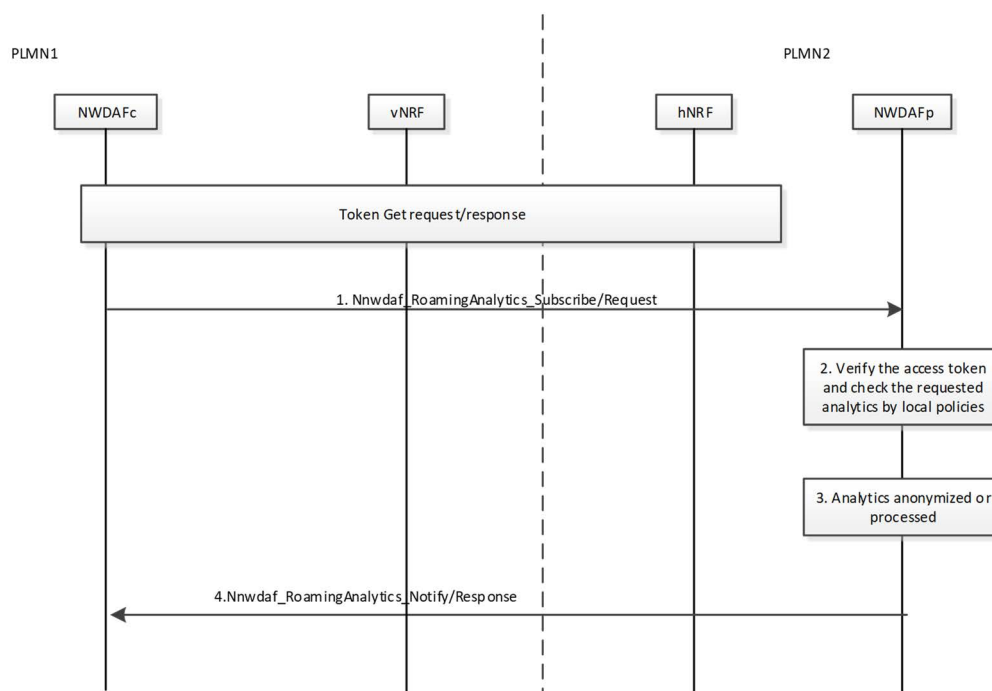 PLMN1
PLMN2
NWDAFc
vNRF
hNRF
NWDAFp
Token Get request/response
1. Nnwdaf_RoamingAnalytics_Subscribe/Request
2. Verify the access token
and check the requested
analytics by local policies
3. Analytics anonymized or
processed
4.Nnwdaf_RoamingAnalytics_Notify/Response